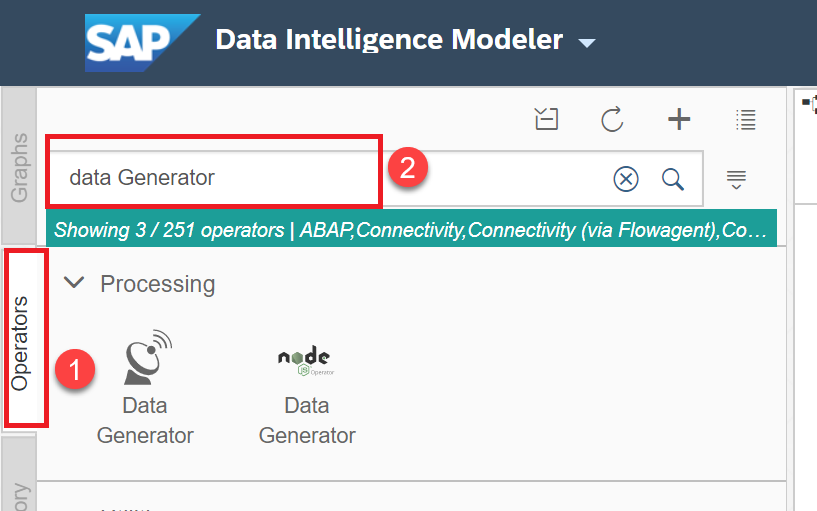 SAP Data Intelligence Modeler
Graphs
data Generator
2
Showing 3 / 251 operators | ABAP,Connectivity,Connectivity (via Flowagent),Co…
Operators
1
Processing
Data
Generator
node
JS Operator
Data
Generator